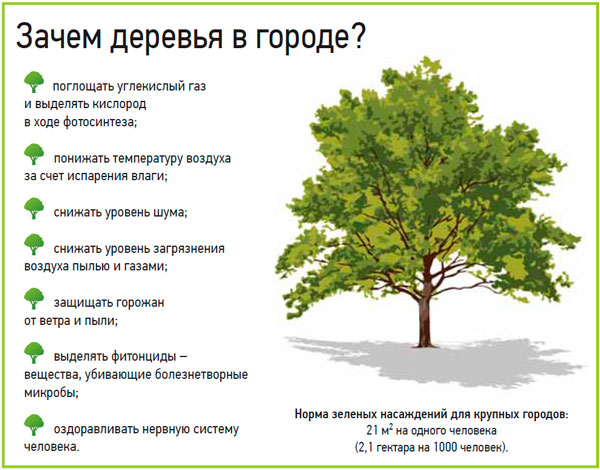 Зачем деревья в городе?
поглощать углекислый газ
и выделять кислород
в ходе фотосинтеза;
понижать температуру воздуха
за счет испарения влаги;
снижать уровень шума;
снижать уровень загрязнения
воздуха пылью и газами;
защищать горожан
от ветра и пыли;
выделять фитонциды –
вещества, убивающие болезнетворные
микробы;
оздоравливать нервную систему
человека.
Норма зеленых насаждений для крупных городов:
21 м² на одного человека
(2,1 гектара на 1000 человек).